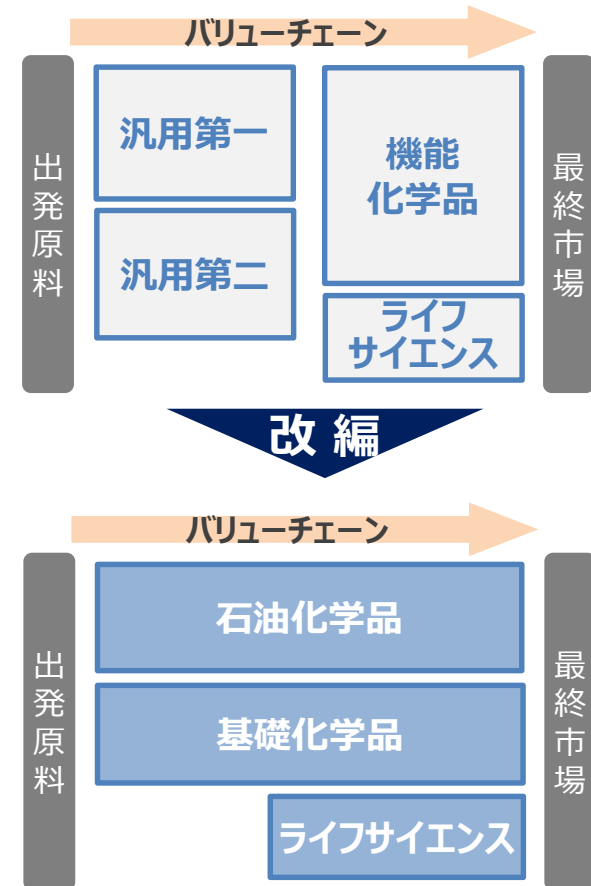 バリューチェーン
出発原料
汎用第一
汎用第二
機能
化学品
ライフ
サイエンス
最終市場
改編
バリューチェーン
出発原料
石油化学品
基礎化学品
ライフサイエンス
最終市場